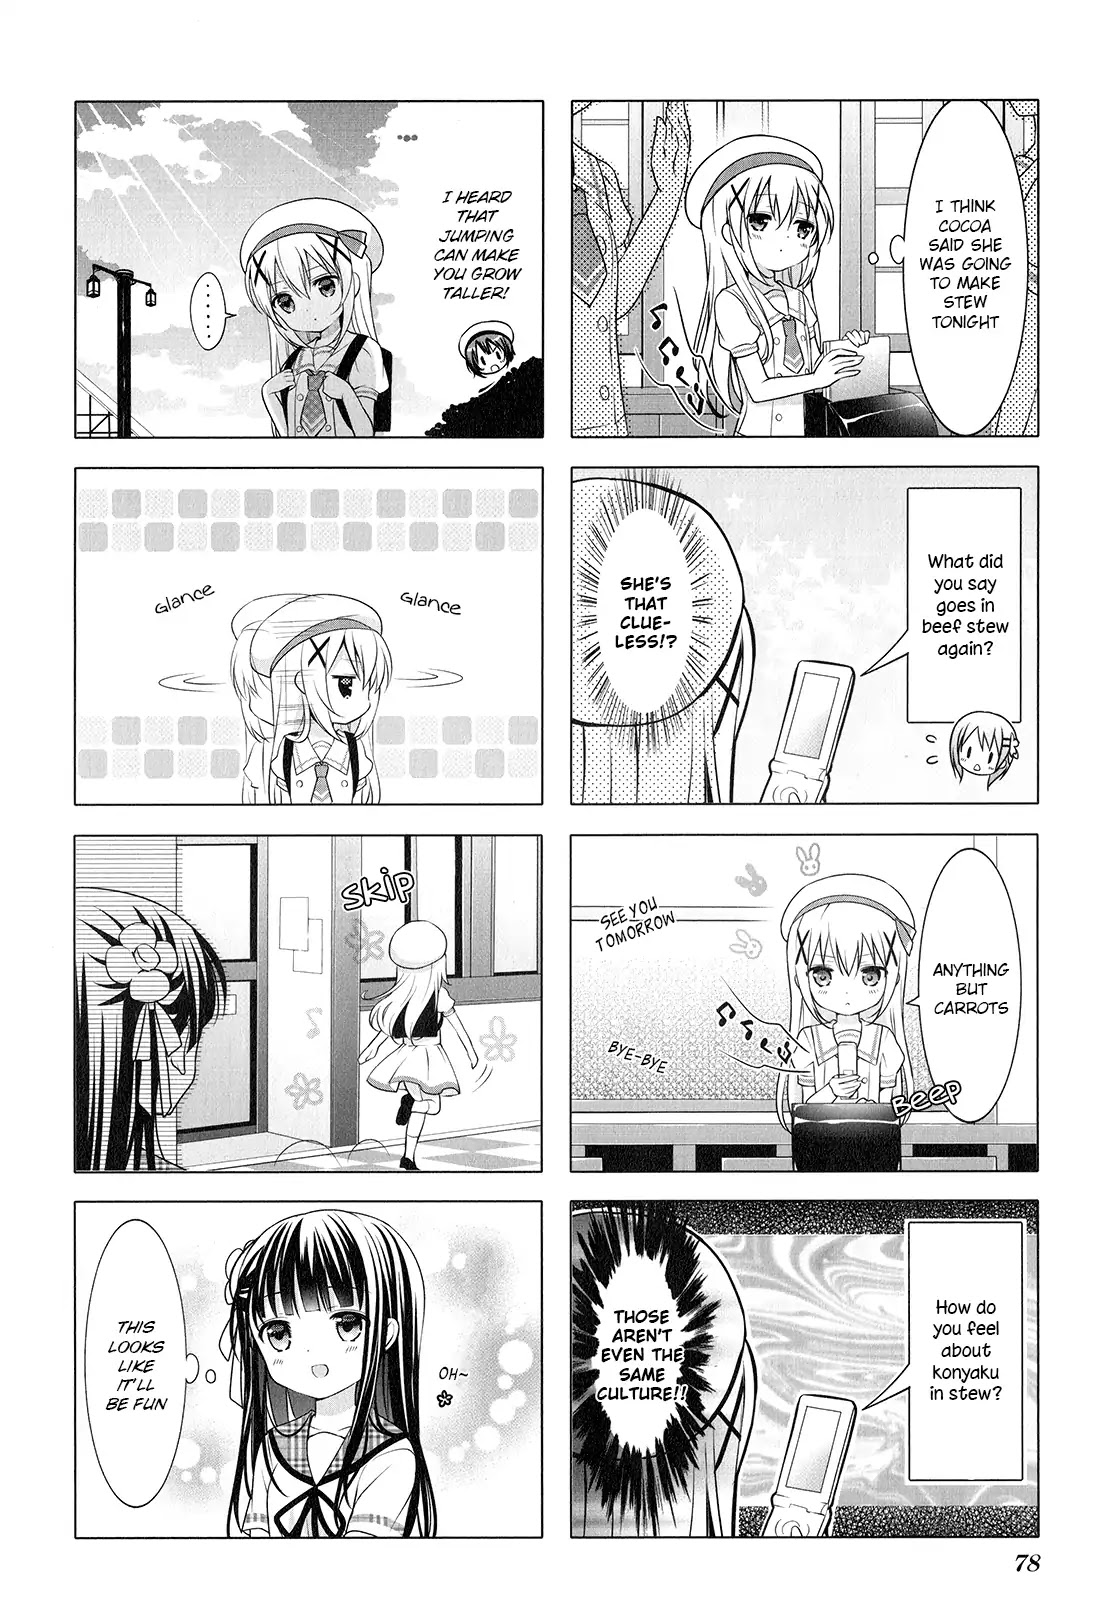 I THINK
COCOA
SAID SHE
WAS GOING
TO MAKE
STEW
TONIGHT
What did
you say
goes in
beef stew
again?
SHE'S
THAT
CLUE-
LESS!?
SEE YOU
TOMORROW
ANYTHING
BUT
CARROTS
BYE-BYE
BEEP
How do
you feel
about
konyaku
in stew?
THOSE
AREN'T
EVEN THE
SAME
CULTURE!!
I HEARD
THAT
JUMPING
CAN MAKE
YOU GROW
TALLER!
.....
Glance
Glance
SKIP
THIS
LOOKS
LIKE
IT'LL
BE FUN
OH~
78